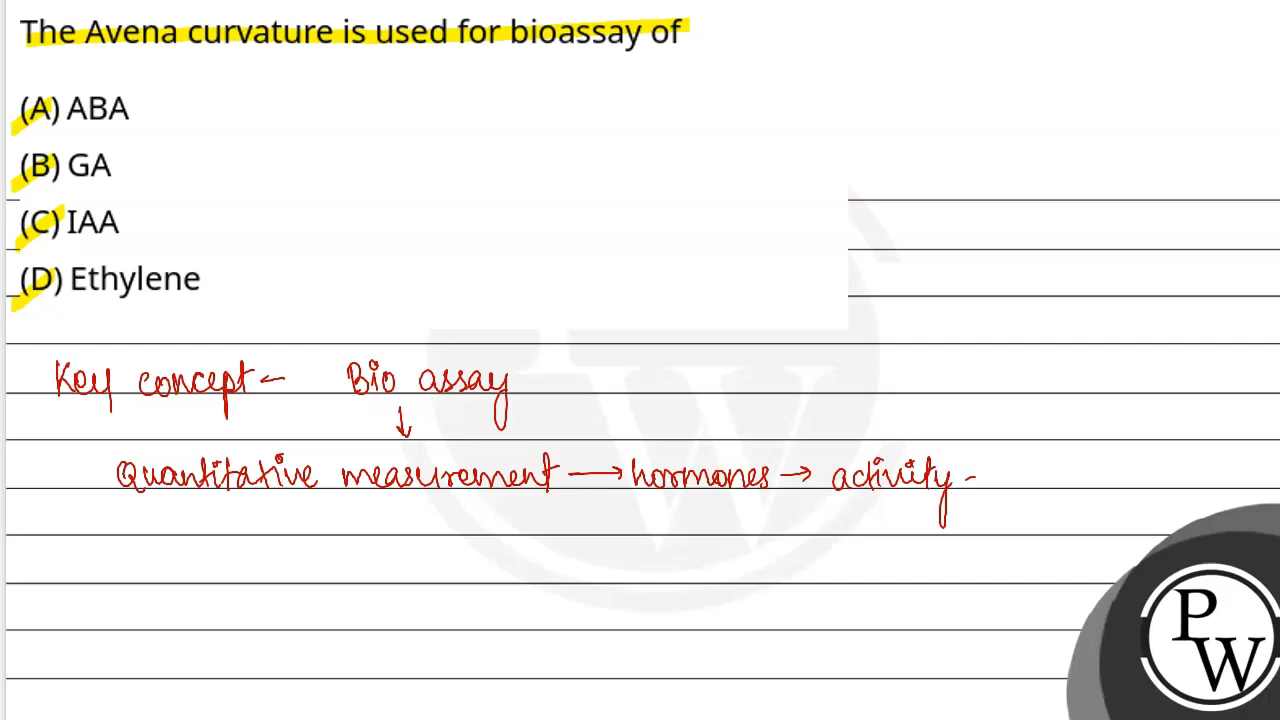 The Avena curvature is used for bioassay of
(A) ABA
(B) GA
(C) IAA
(D) Ethylene
Key concept - Bio assay
↓
Quantitative measurement → hormones → activity -
PW